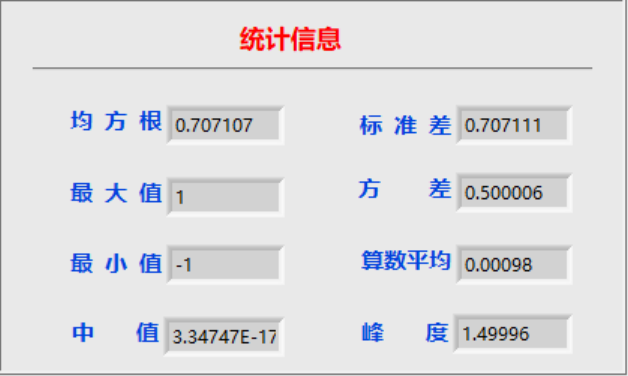 统计信息
均方根 0.707107 标准差 0.707111
最大值 1 方差 0.500006
最小值 -1 算数平均 0.00098
中值 3.34747E-17 峰度 1.49996